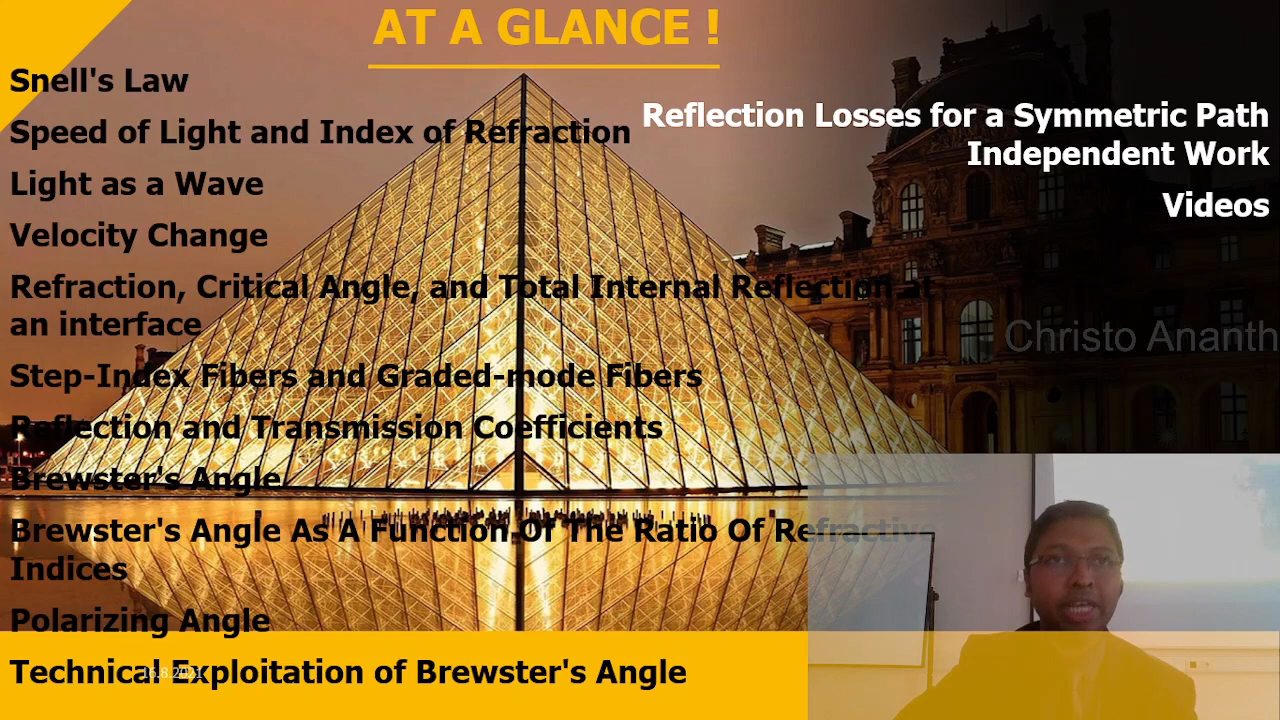 AT A GLANCE !
Snell's Law
Speed of Light and Index of Refraction
Light as a Wave
Velocity Change
Refraction, Critical Angle, and Total Internal Reflection at
an interface
Step-Index Fibers and Graded-mode Fibers
Reflection and Transmission Coefficients
Brewster's Angle
Brewster's Angle As A Function Of The Ratio Of Refractive
Indices
Polarizing Angle
Technical Exploitation of Brewster's Angle
16.8.2021
Reflection Losses for a Symmetric Path
Independent Work
Videos
Christo Ananth